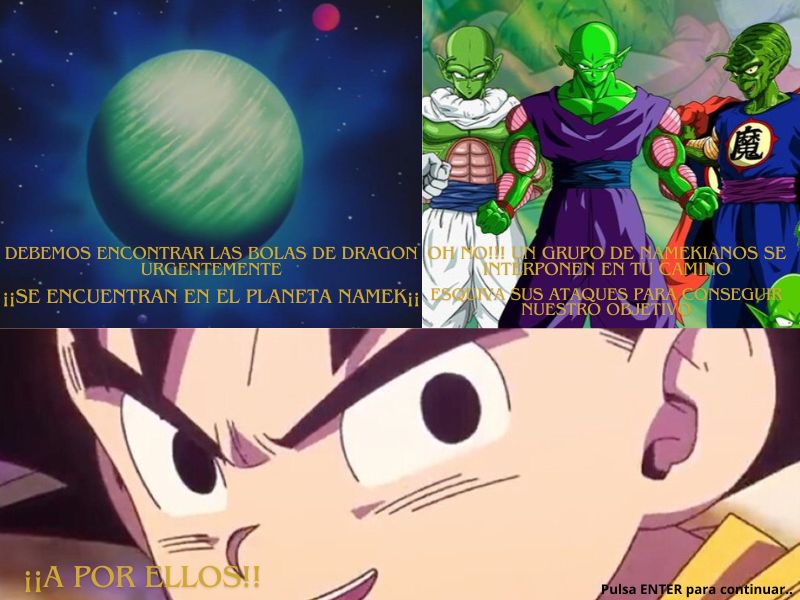 DEBEMOS ENCONTRAR LAS BOLAS DE DRAGON
URGENTEMENTE
¡¡SE ENCUENTRAN EN EL PLANETA NAMEK¡¡
OH NO!!! UN GRUPO DE NAMEKIANOS SE
INTERPONEN EN TU CAMINO
ESQUIVA SUS ATAQUES PARA CONSEGUIR
NUESTRO OBJETIVO
魔
¡¡A POR ELLOS!!
Pulsa ENTER para continuar..